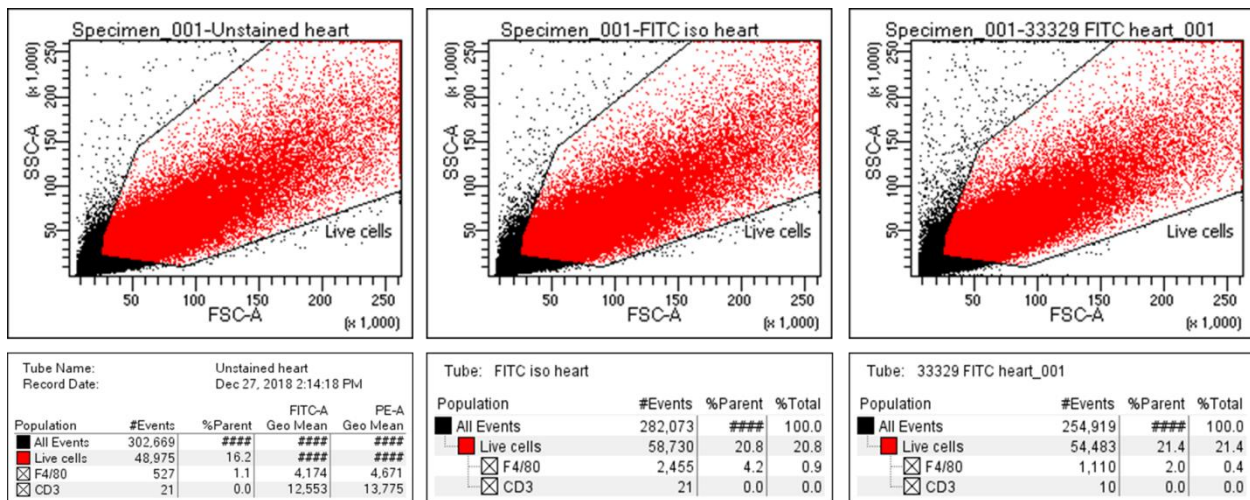 Specimen_001-Unstained heart
(x 1,000)
250
200
150
100
50
SSC-A
Live cells
50 100 150 200 250
FSC-A
(x 1,000)
Specimen_001-FITC iso heart
(x 1,000)
250
200
150
100
50
SSC-A
Live cells
50 100 150 200 250
FSC-A
(x 1,000)
Specimen_001-33329 FITC heart_001
(x 1,000)
250
200
150
100
50
SSC-A
Live cells
50 100 150 200 250
FSC-A
(x 1,000)
Tube Name: Unstained heart
Record Date: Dec 27, 2018 2:14:18 PM
FITC-A PE-A
Population #Events %Parent Geo Mean Geo Mean
All Events 302,669 #### #### ####
Live cells 48,975 16.2 #### ####
F4/80 527 1.1 4,174 4,671
CD3 21 0.0 12,553 13,775
Tube: FITC iso heart
Population #Events %Parent %Total
All Events 282,073 #### 100.0
Live cells 58,730 20.8 20.8
F4/80 2,455 4.2 0.9
CD3 21 0.0 0.0
Tube: 33329 FITC heart_001
Population #Events %Parent %Total
All Events 254,919 #### 100.0
Live cells 54,483 21.4 21.4
F4/80 1,110 2.0 0.4
CD3 10 0.0 0.0